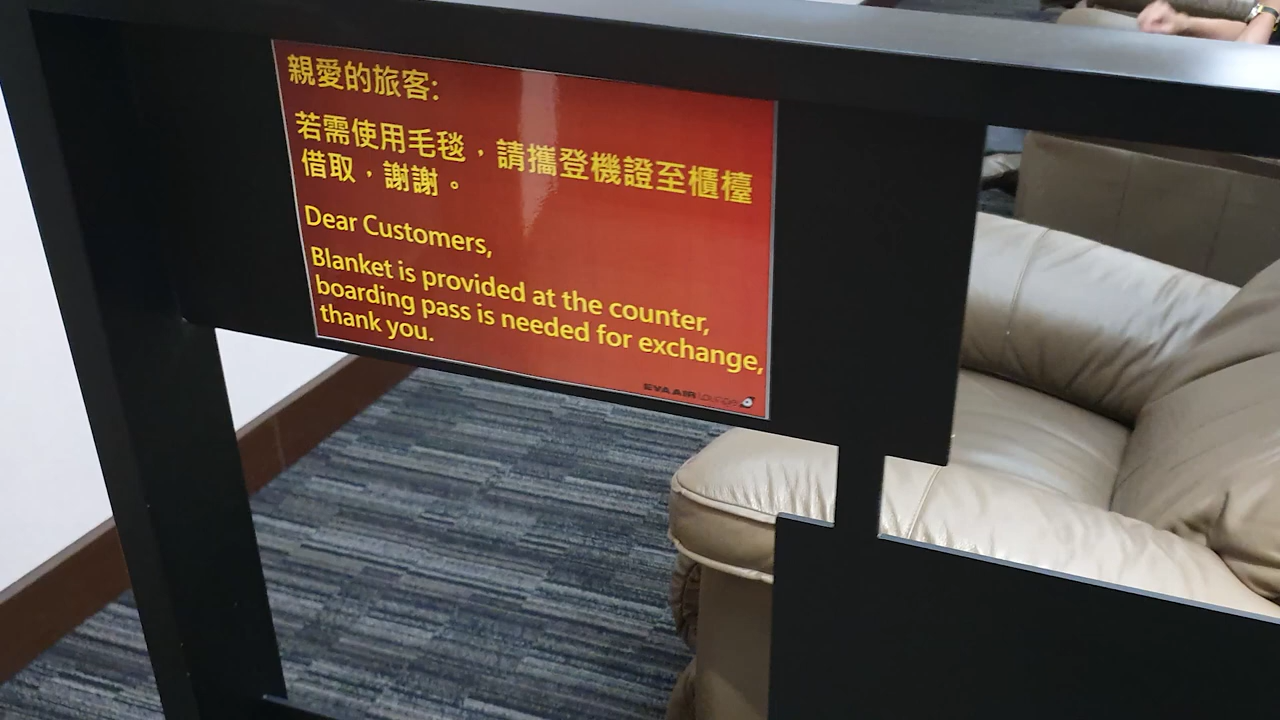 親愛的旅客:
若需使用毛毯，請攜登機證至櫃檯
借取，謝謝。
Dear Customers,
Blanket is provided at the counter,
boarding pass is needed for exchange,
thank you.
EVA AIR Lounge